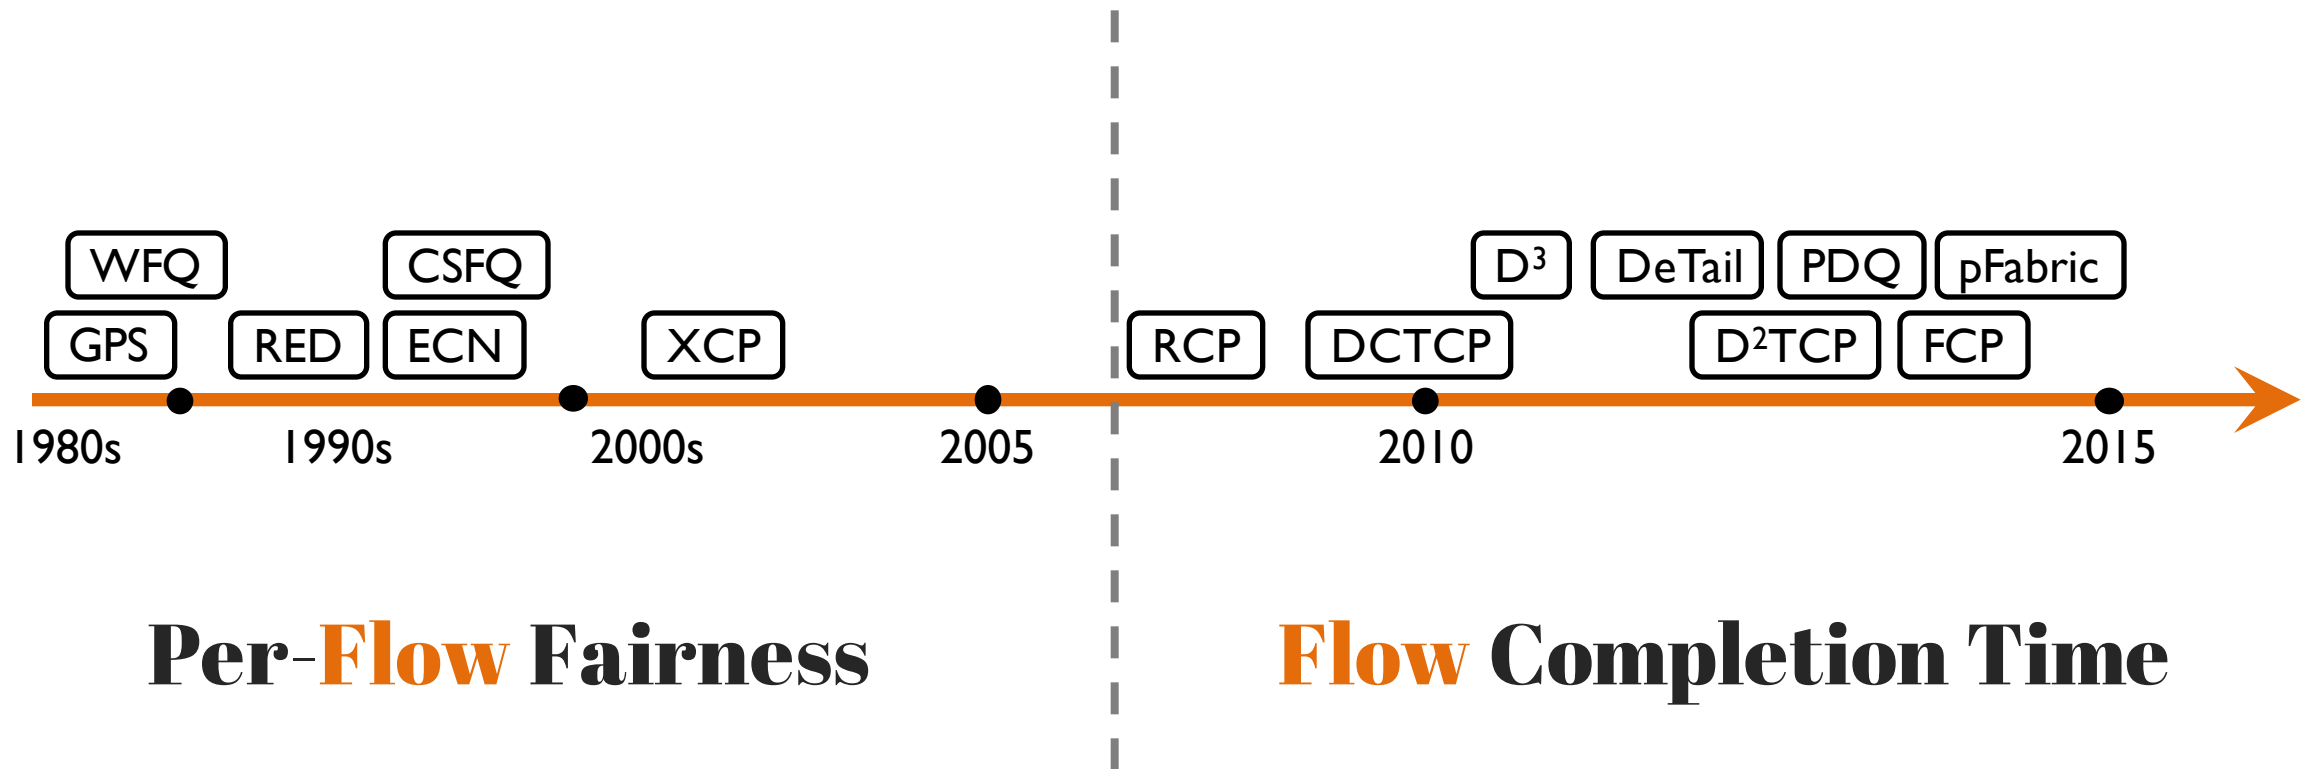 WFQ CSFQ D³ DeTail PDQ pFabric
GPS RED ECN XCP RCP DCTCP D²TCP FCP
1980s 1990s 2000s 2005 2010 2015
Per-Flow Fairness Flow Completion Time